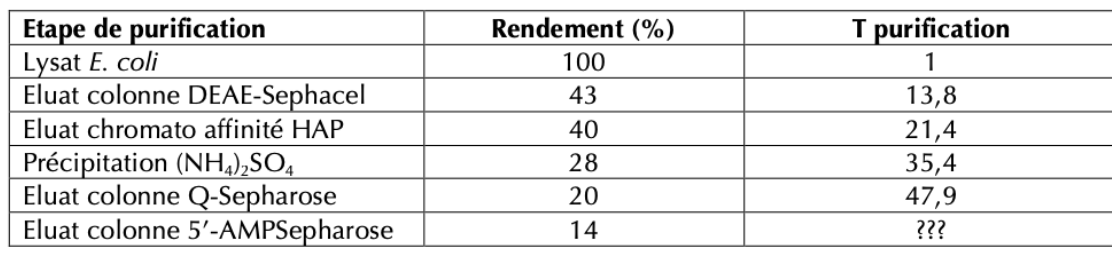 Etape de purification Rendement (%) T purification
Lysat E. coli 100 1
Eluat colonne DEAE-Sephacel 43 13,8
Eluat chromato affinité HAP 40 21,4
Précipitation (NH₄)₂SO₄ 28 35,4
Eluat colonne Q-Sepharose 20 47,9
Eluat colonne 5′-AMPSepharose 14 ???